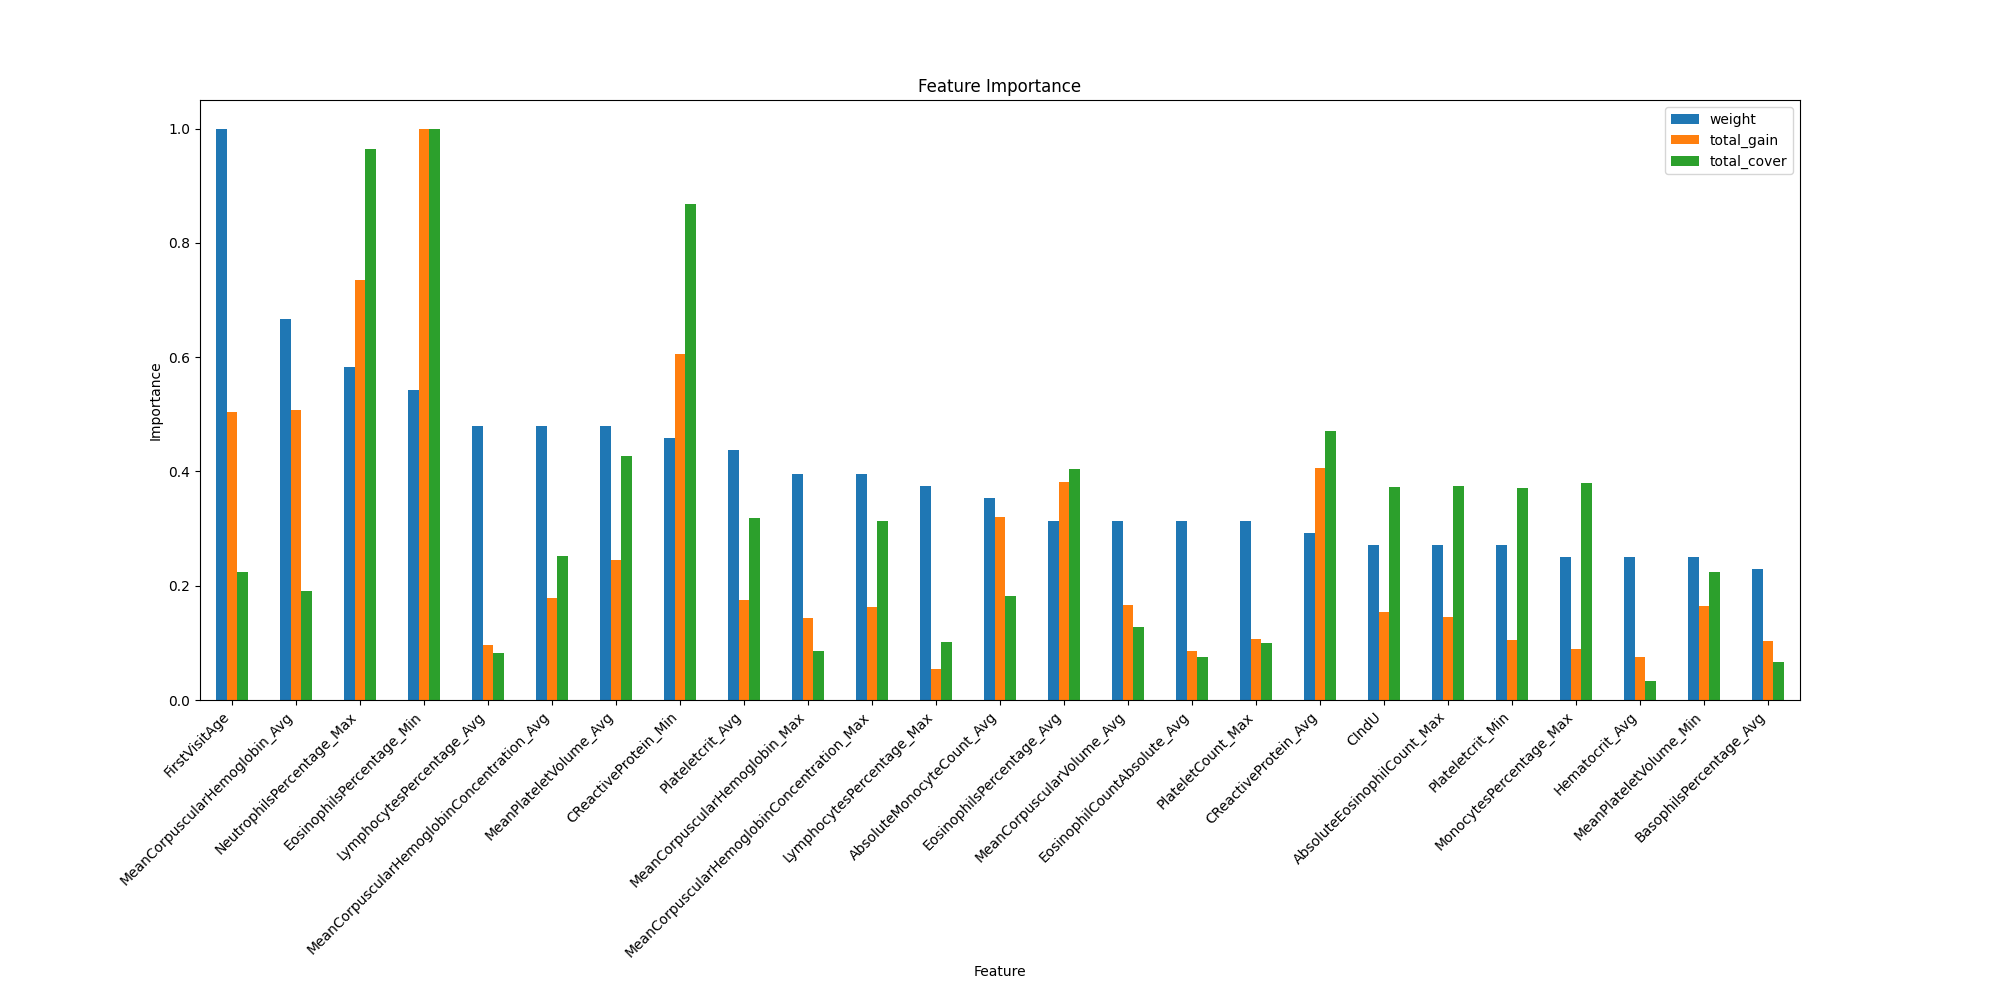 Feature Importance
weight
total_gain
total_cover
Importance
1.0
0.8
0.6
0.4
0.2
0.0
FirstVisitAge
MeanCorpuscularHemoglobin_Avg
NeutrophilsPercentage_Max
EosinophilsPercentage_Min
LymphocytesPercentage_Avg
MeanCorpuscularHemoglobinConcentration_Avg
MeanPlateletVolume_Avg
CReactiveProtein_Min
Plateletcrit_Avg
MeanCorpuscularHemoglobin_Max
MeanCorpuscularHemoglobinConcentration_Max
LymphocytesPercentage_Max
AbsoluteMonocyteCount_Avg
EosinophilsPercentage_Avg
MeanCorpuscularVolume_Avg
EosinophilCountAbsolute_Avg
PlateletCount_Max
CReactiveProtein_Avg
CIndU
AbsoluteEosinophilCount_Max
Plateletcrit_Min
MonocytesPercentage_Max
Hematocrit_Avg
MeanPlateletVolume_Min
BasophilsPercentage_Avg
Feature